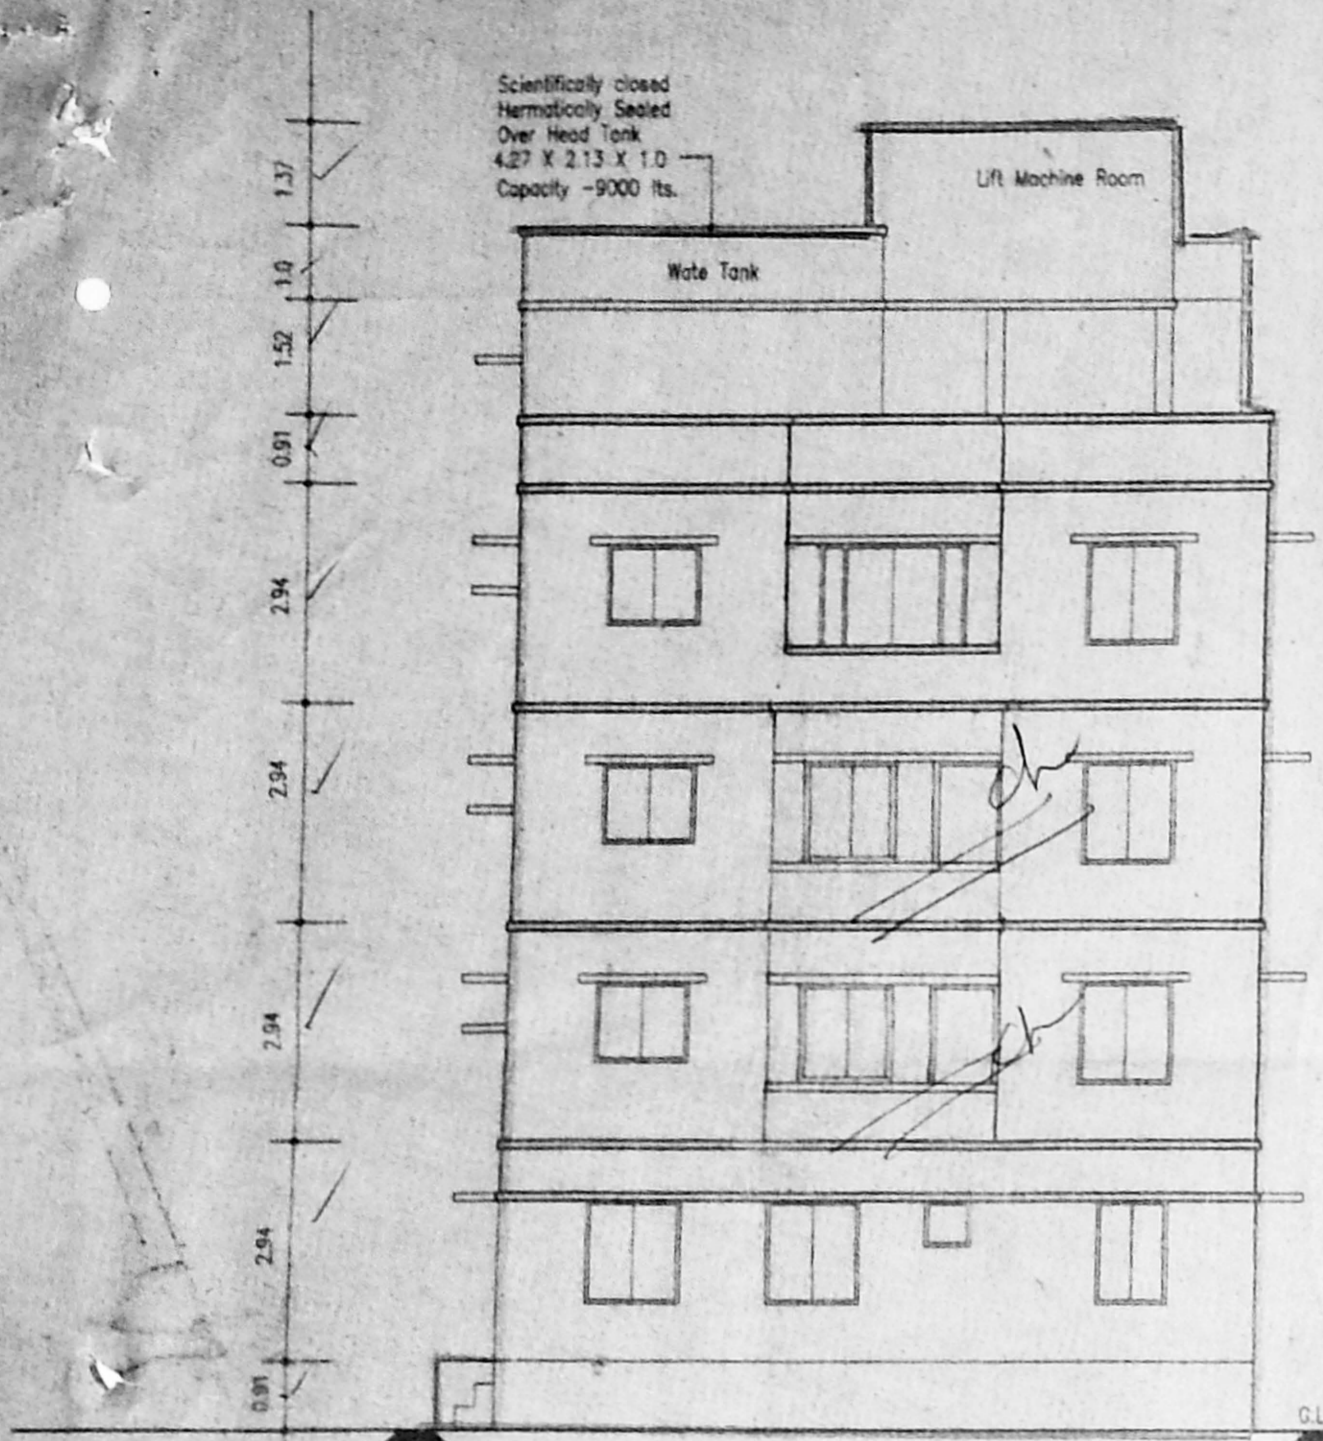 Scientifically closed
Hermatically Sealed
Over Head Tank
4.27 X 2.13 X 1.0
Capacity -9000 lts.
Lift Machine Room
Wate Tank
1.37
1.0
1.52
0.91
2.94
2.94
2.94
2.94
0.91
G.L